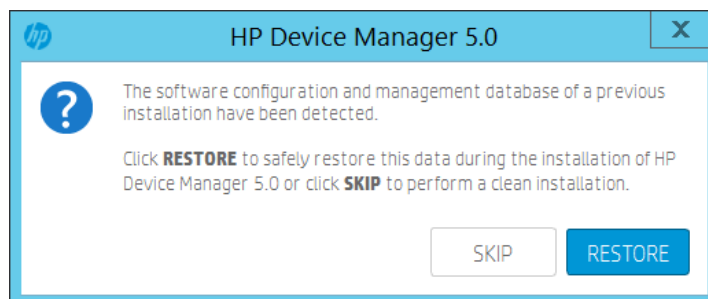 hp
HP Device Manager 5.0
X
?
The software configuration and management database of a previous
installation have been detected.
Click RESTORE to safely restore this data during the installation of HP
Device Manager 5.0 or click SKIP to perform a clean installation.
SKIP
RESTORE